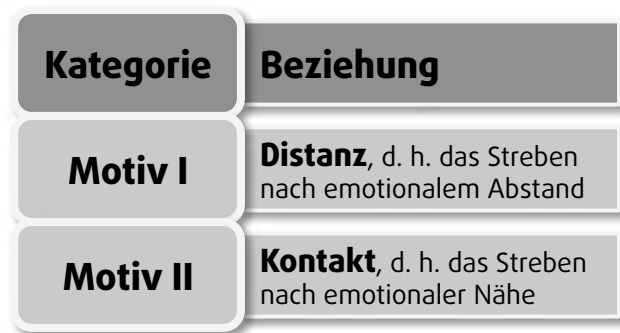 Kategorie Beziehung
Motiv I
Distanz, d. h. das Streben
nach emotionalem Abstand
Motiv II
Kontakt, d. h. das Streben
nach emotionaler Nähe